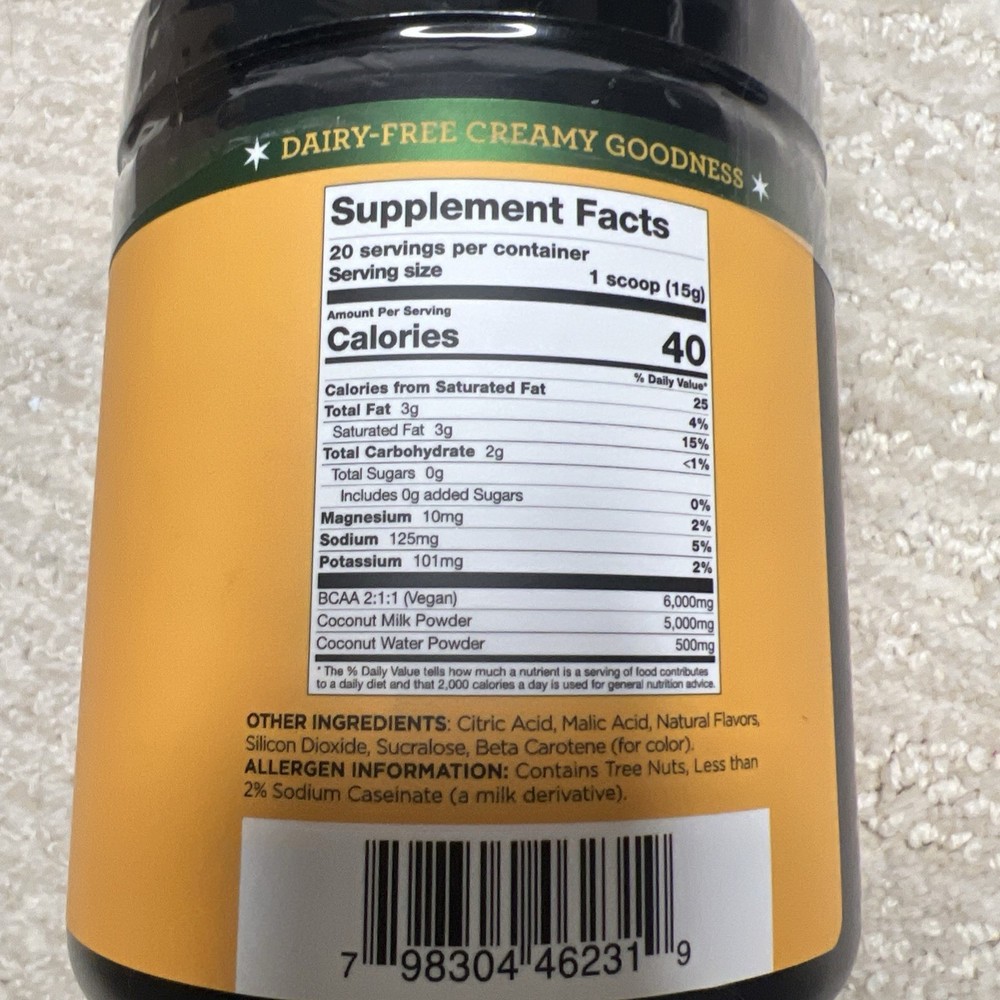 DAIRY-FREE CREAMY GOODNESS
Supplement Facts
20 servings per container
Serving size 1 scoop (15g)
Amount Per Serving
Calories 40
% Daily Value*
Calories from Saturated Fat 25
Total Fat 3g 4%
Saturated Fat 3g 15%
Total Carbohydrate 2g <1%
Total Sugars 0g
Includes 0g added Sugars 0%
Magnesium 10mg 2%
Sodium 125mg 5%
Potassium 101mg 2%
BCAA 2:1:1 (Vegan) 6,000mg
Coconut Milk Powder 5,000mg
Coconut Water Powder 500mg
* The % Daily Value tells how much a nutrient is a serving of food contributes
to a daily diet and that 2,000 calories a day is used for general nutrition advice.
OTHER INGREDIENTS: Citric Acid, Malic Acid, Natural Flavors,
Silicon Dioxide, Sucralose, Beta Carotene (for color).
ALLERGEN INFORMATION: Contains Tree Nuts, Less than
2% Sodium Caseinate (a milk derivative).
7 98304 46231 9